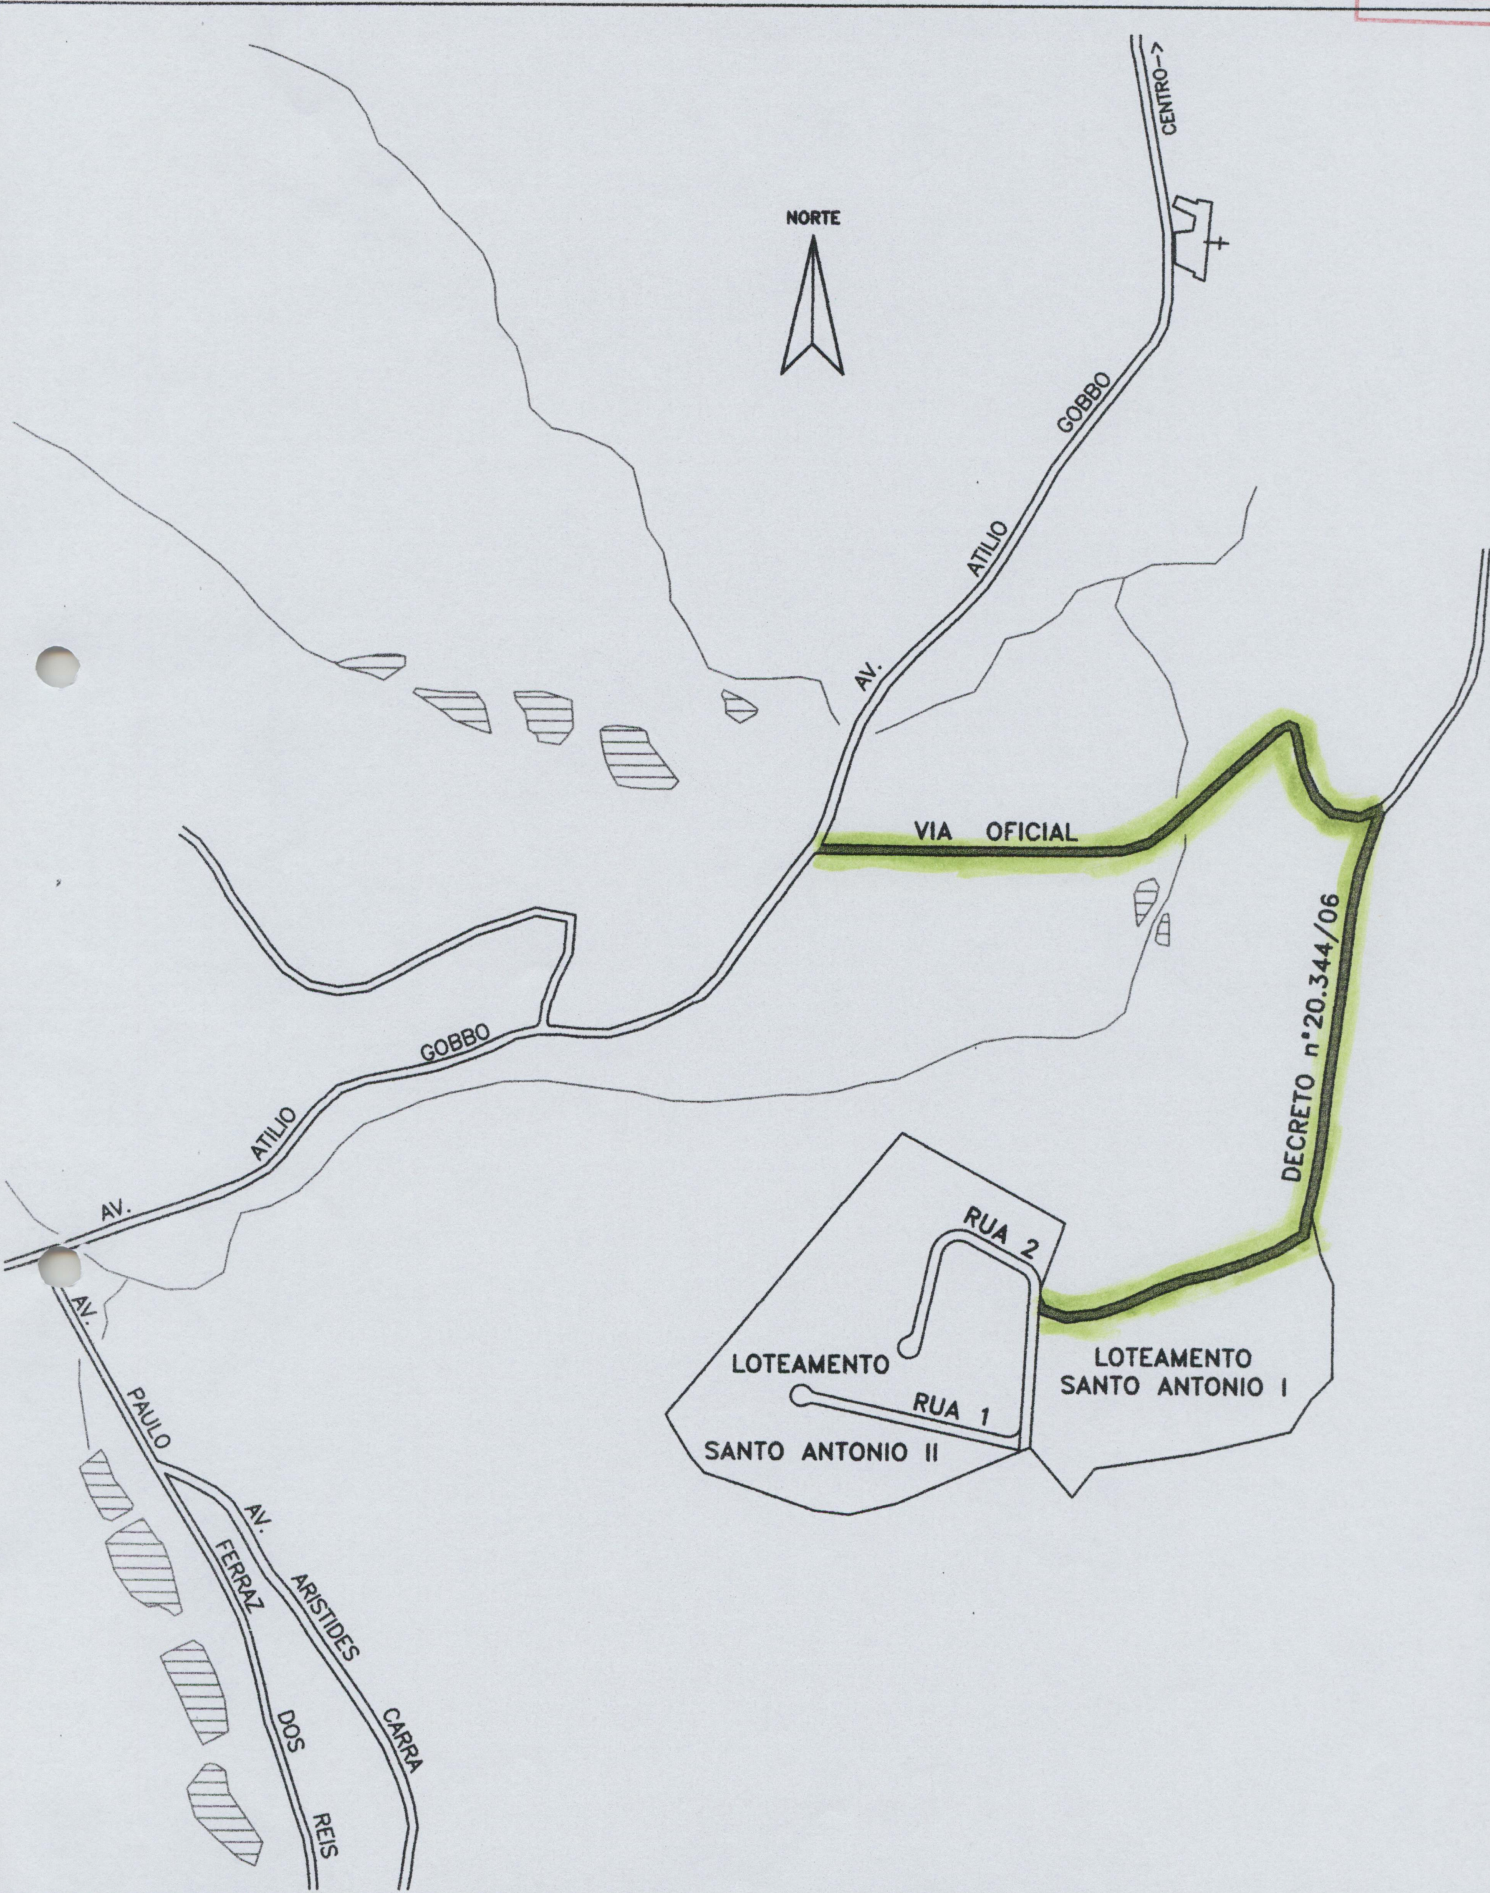 CENTRO-->
NORTE
GOBBO
ATILIO
AV.
VIA OFICIAL
DECRETO n°20.344/06
GOBBO
ATILIO
AV.
RUA 2
LOTEAMENTO
LOTEAMENTO
SANTO ANTONIO I
RUA 1
SANTO ANTONIO II
AV.
PAULO
FERRAZ
DOS
REIS
AV.
ARISTIDES
CARRA